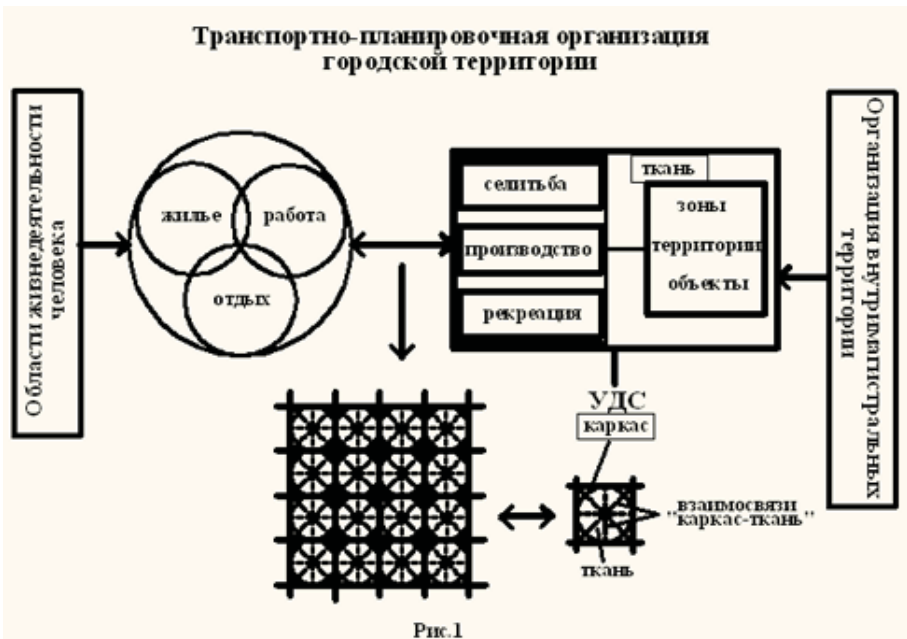 Транспортно-планировочная организация
городской территории
Области жизнедеятельности
человека
жилье
работа
отдых
селитьба
производство
рекреация
ткань
зоны
территории
объекты
Организация внутримагистральных
территории
УДС
каркас
"взаимосвязи
каркас-ткань"
ткань
Рис.1